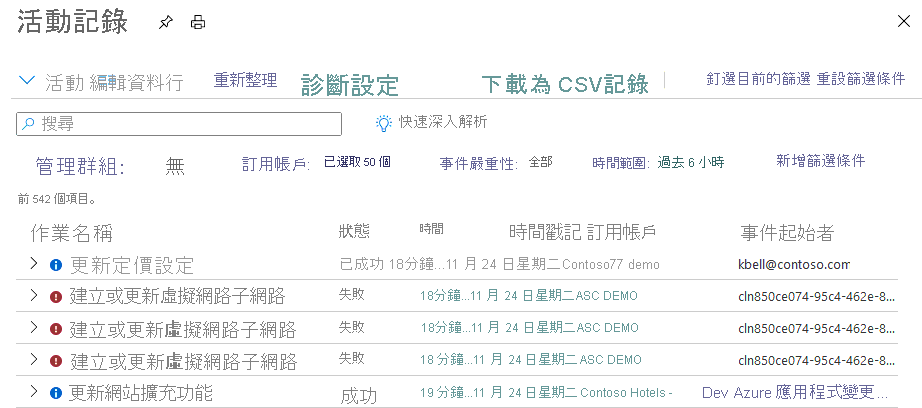 活動記錄
活動 編輯資料行 重新整理 診斷設定 下載為 CSV記錄 釘選目前的篩選 重設篩選條件
搜尋 快速深入解析
管理群組: 無 訂用帳戶: 已選取 50 個 事件嚴重性: 全部 時間範圍: 過去 6 小時 新增篩選條件
前 542 個項目。
作業名稱 狀態 時間 時間戳記 訂用帳戶 事件起始者
更新定價設定 已成功 18分鐘...11 月 24 日星期二Contoso77 demo kbell@contoso.com
建立或更新虛擬網路子網路 失敗 18分鐘...11 月 24 日星期二ASC DEMO cln850ce074-95c4-462e-8...
建立或更新虛擬網路子網路 失敗 18分鐘...11 月 24 日星期二ASC DEMO cln850ce074-95c4-462e-8...
建立或更新虛擬網路子網路 失敗 18 分鐘...11 月 24 日星期二ASC DEMO cln850ce074-95c4-462e-8...
更新網站擴充功能 成功 19 分鐘...11 月 24 日星期二 Contoso Hotels - Dev Azure 應用程式變更...